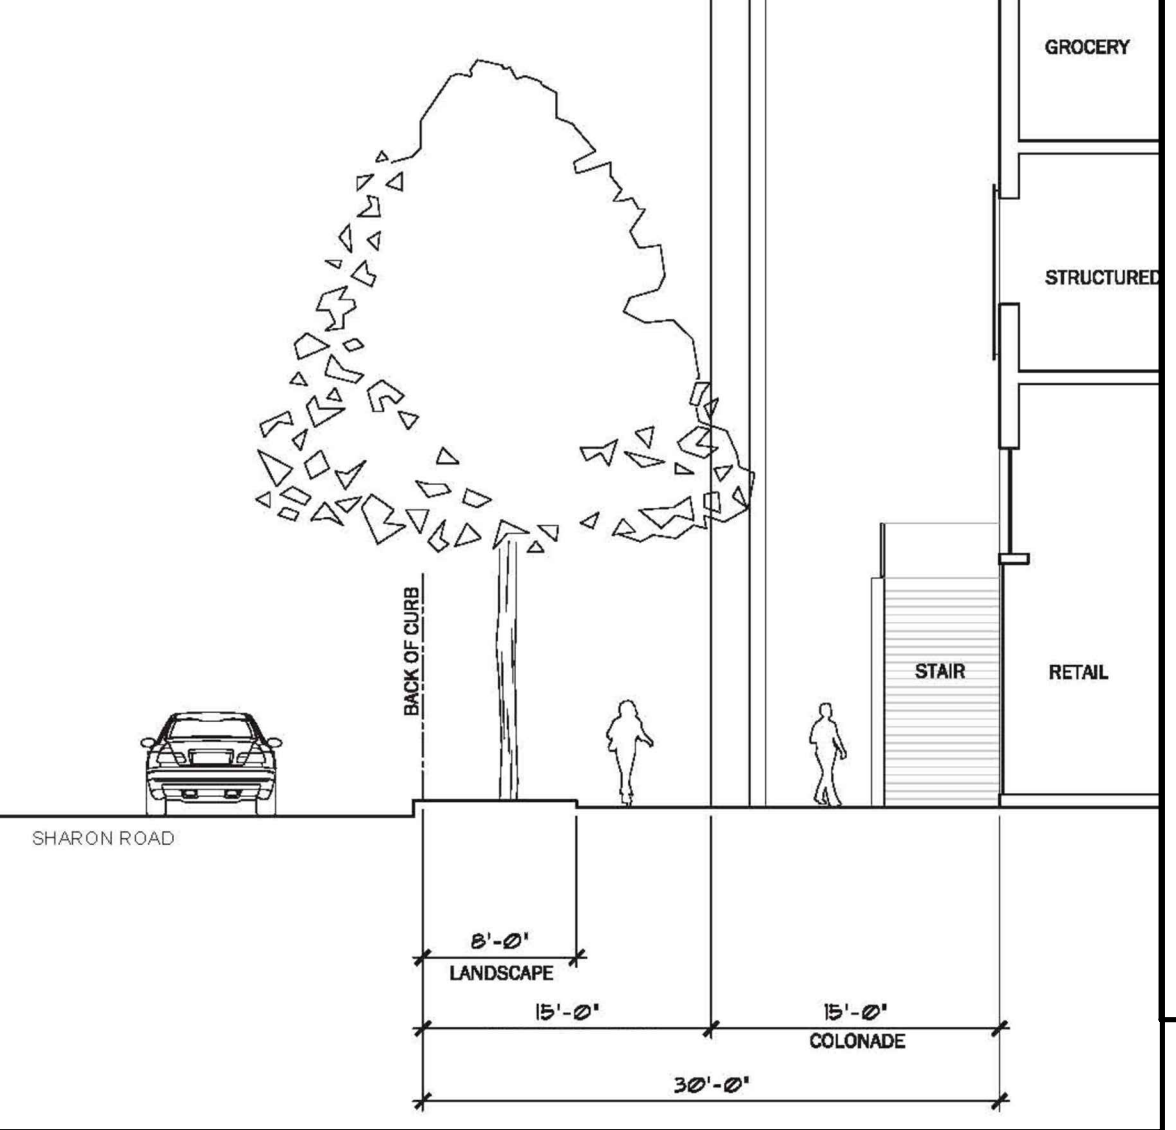 GROCERY
STRUCTURED
BACK OF CURB
STAIR
RETAIL
SHARON ROAD
8'-0"
LANDSCAPE
15'-0"
15'-0"
COLONADE
30'-0"